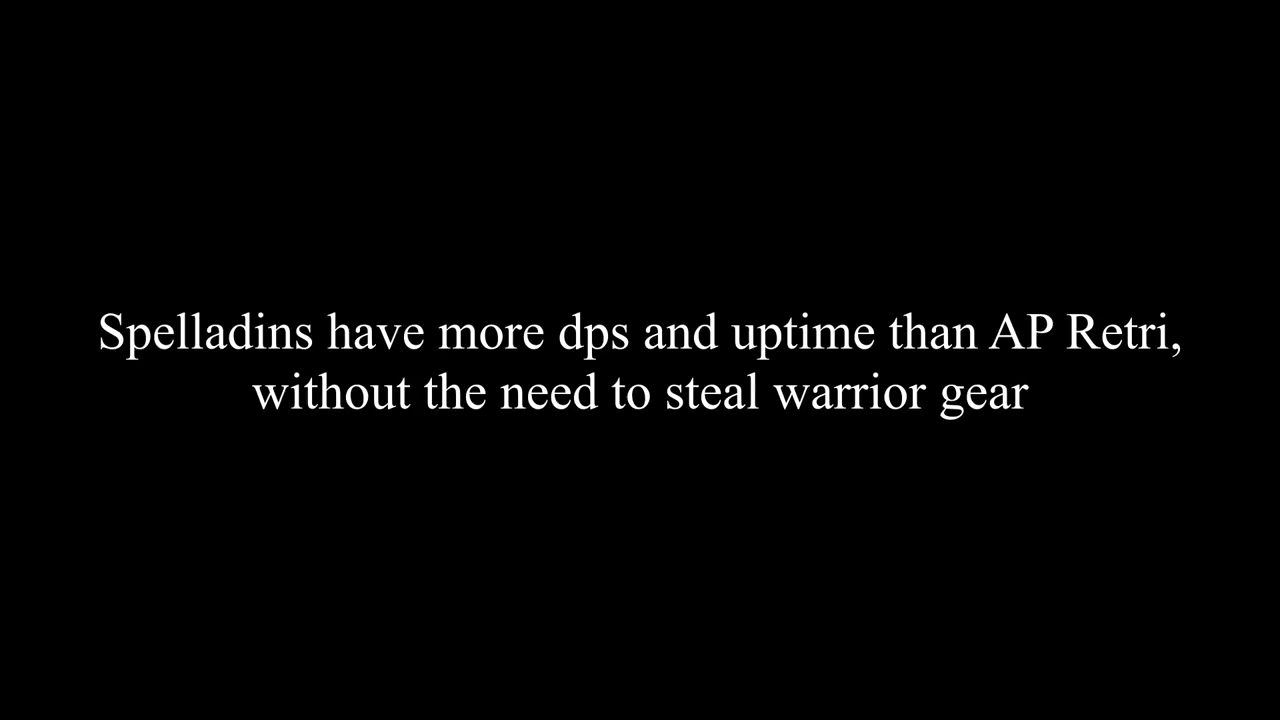 Spelladins have more dps and uptime than AP Retri,
without the need to steal warrior gear